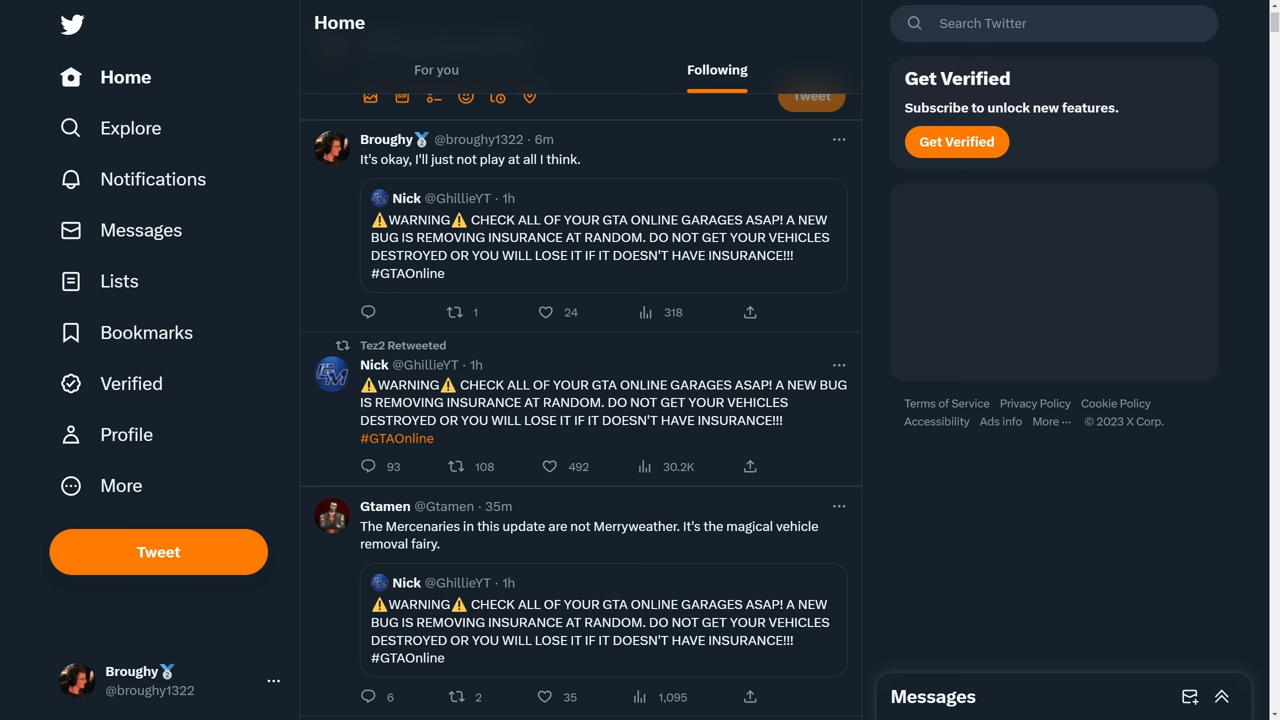 Home
Explore
Notifications
Messages
Lists
Bookmarks
Verified
Profile
More
Tweet
Broughy🥈
@broughy1322
Home
For you
Following
Tweet
Broughy🥈 @broughy1322 · 6m
It's okay, I'll just not play at all I think.
Nick @GhillieYT · 1h
⚠️WARNING⚠️ CHECK ALL OF YOUR GTA ONLINE GARAGES ASAP! A NEW
BUG IS REMOVING INSURANCE AT RANDOM. DO NOT GET YOUR VEHICLES
DESTROYED OR YOU WILL LOSE IT IF IT DOESN'T HAVE INSURANCE!!!
#GTAOnline
1 24 318
Tez2 Retweeted
Nick @GhillieYT · 1h
⚠️WARNING⚠️ CHECK ALL OF YOUR GTA ONLINE GARAGES ASAP! A NEW BUG
IS REMOVING INSURANCE AT RANDOM. DO NOT GET YOUR VEHICLES
DESTROYED OR YOU WILL LOSE IT IF IT DOESN'T HAVE INSURANCE!!!
#GTAOnline
93 108 492 30.2K
Gtamen @Gtamen · 35m
The Mercenaries in this update are not Merryweather. It's the magical vehicle
removal fairy.
Nick @GhillieYT · 1h
⚠️WARNING⚠️ CHECK ALL OF YOUR GTA ONLINE GARAGES ASAP! A NEW
BUG IS REMOVING INSURANCE AT RANDOM. DO NOT GET YOUR VEHICLES
DESTROYED OR YOU WILL LOSE IT IF IT DOESN'T HAVE INSURANCE!!!
#GTAOnline
6 2 35 1,095
Search Twitter
Get Verified
Subscribe to unlock new features.
Get Verified
Terms of Service Privacy Policy Cookie Policy
Accessibility Ads info More ··· © 2023 X Corp.
Messages